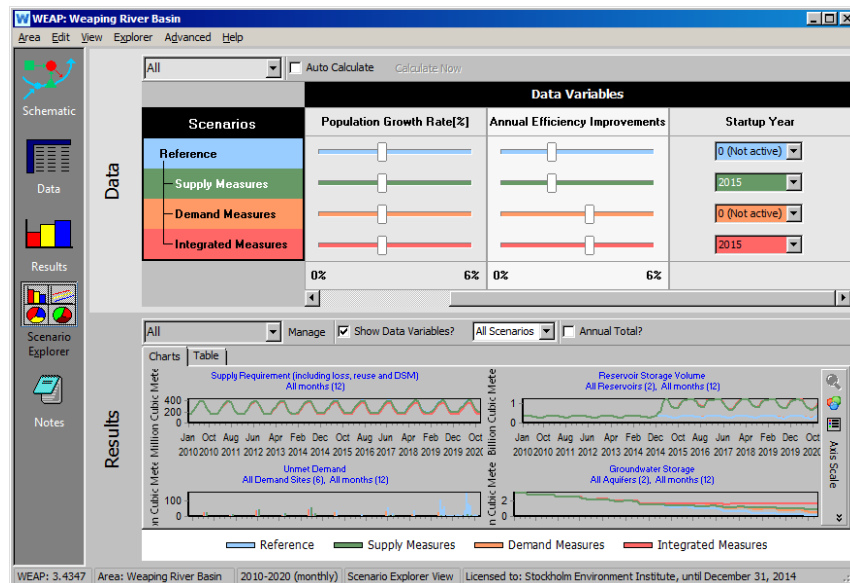 WEAP: Weaping River Basin
Area Edit View Explorer Advanced Help
All Auto Calculate Calculate Now
Data Variables
Scenarios Population Growth Rate[%] Annual Efficiency Improvements Startup Year
Reference 0 (Not active)
Supply Measures 2015
Demand Measures 0 (Not active)
Integrated Measures 2015
0% 6% 0% 6%
Schematic
Data
Results
Scenario
Explorer
Notes
Data
All Manage Show Data Variables? All Scenarios Annual Total?
Charts Table
Results
Supply Requirement (including loss, reuse and DSM)
All months (12)
Million Cubic Mete
400
200
0
Jan Oct Aug Jun Apr Feb Dec Oct Aug Jun Apr Feb Dec Oct
2010 2010 2011 2012 2013 2014 2014 2015 2016 2017 2018 2019 2019 2020
Reservoir Storage Volume
All Reservoirs (2), All months (12)
Billion Cubic Mete
1
0
Jan Oct Aug Jun Apr Feb Dec Oct Aug Jun Apr Feb Dec Oct
2010 2010 2011 2012 2013 2014 2014 2015 2016 2017 2018 2019 2019 2020
Unmet Demand
All Demand Sites (6), All months (12)
on Cubic Mete
100
0
Groundwater Storage
All Aquifers (2), All months (12)
n Cubic Mete
2
0
Axis Scale
Reference Supply Measures Demand Measures Integrated Measures
WEAP: 3.4347 Area: Weaping River Basin 2010-2020 (monthly) Scenario Explorer View Licensed to: Stockholm Environment Institute, until December 31, 2014